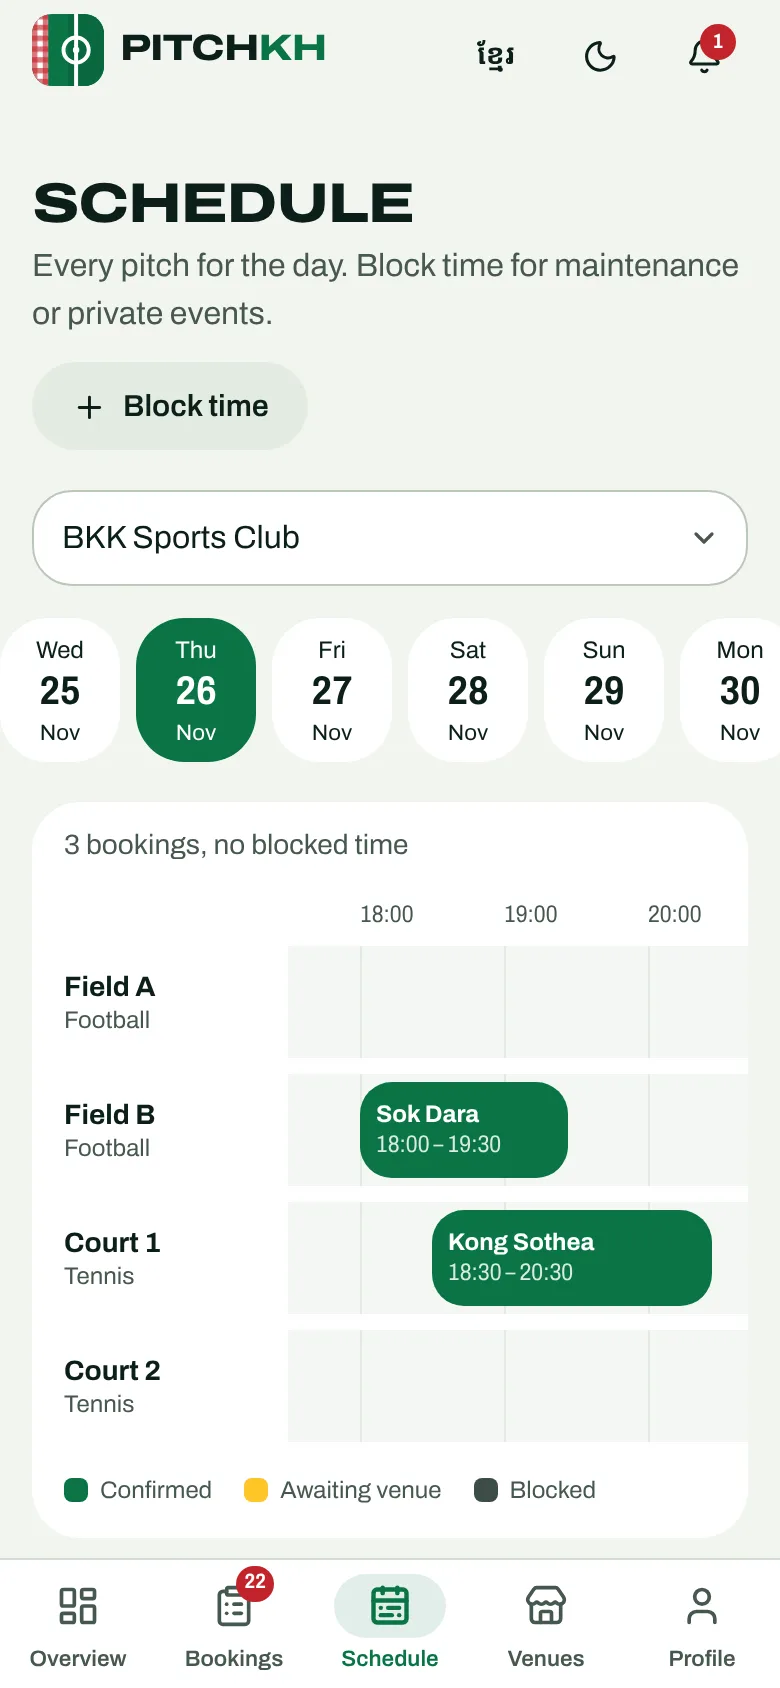 PITCHKH
ខ្មែរ
1
SCHEDULE
Every pitch for the day. Block time for maintenance
or private events.
+ Block time
BKK Sports Club
Wed Thu Fri Sat Sun Mon
25 26 27 28 29 30
Nov Nov Nov Nov Nov Nov
3 bookings, no blocked time
18:00 19:00 20:00
Field A
Football
Field B
Football
Sok Dara
18:00 – 19:30
Court 1
Tennis
Kong Sothea
18:30 – 20:30
Court 2
Tennis
Confirmed Awaiting venue Blocked
22
Overview Bookings Schedule Venues Profile